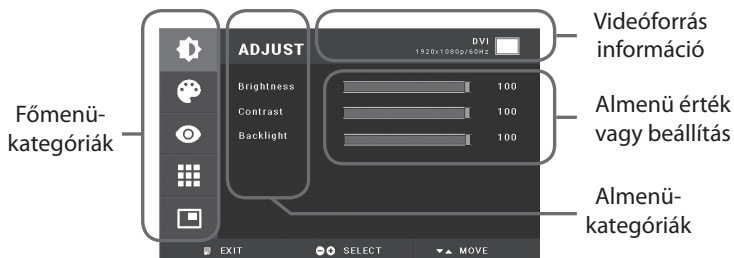 Főmenü-
kategóriák
ADJUST
DVI
1920x1080p/60Hz
Brightness 100
Contrast 100
Backlight 100
EXIT SELECT MOVE
Videóforrás
információ
Almenü érték
vagy beállítás
Almenü-
kategóriák